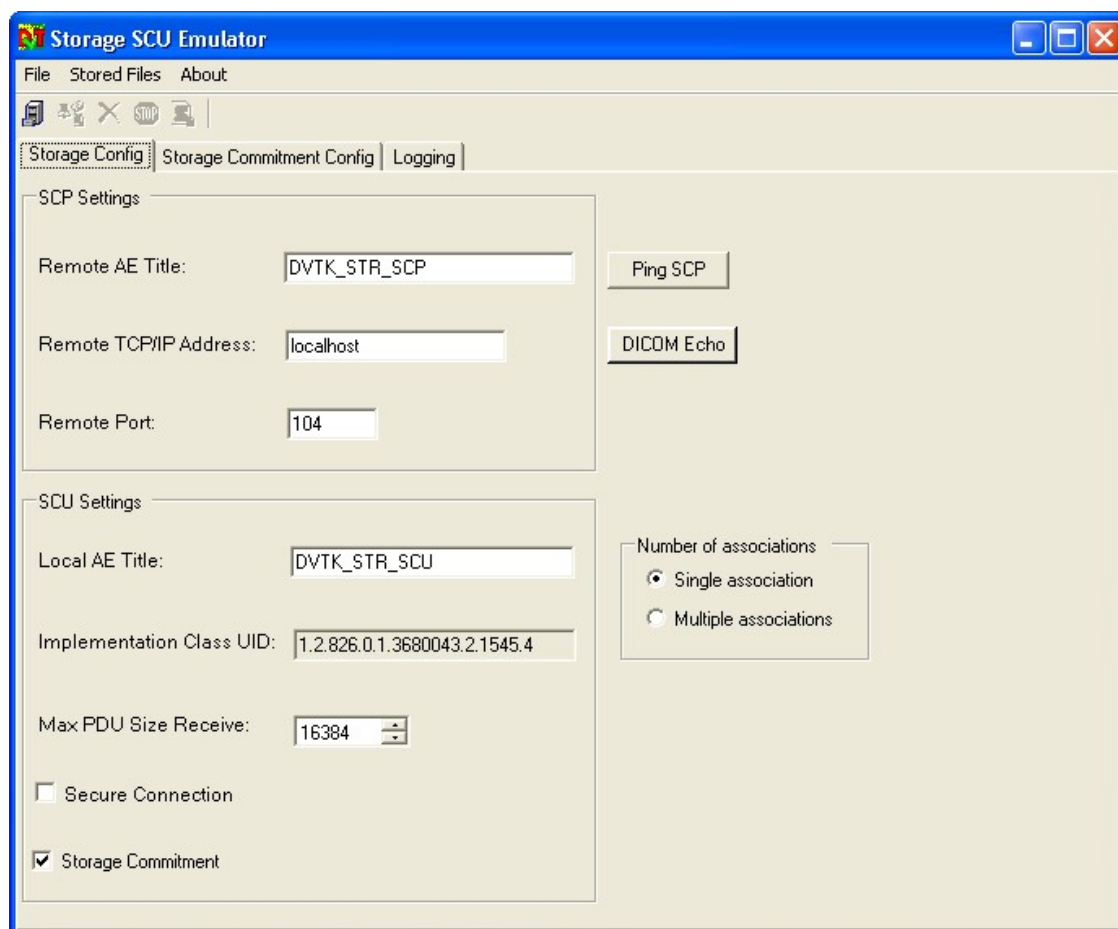 Storage SCU Emulator
File Stored Files About
STOP
Storage Config Storage Commitment Config Logging
SCP Settings
Remote AE Title: DVTK_STR_SCP Ping SCP
Remote TCP/IP Address: localhost DICOM Echo
Remote Port: 104
SCU Settings
Local AE Title: DVTK_STR_SCU
Number of associations
Single association
Multiple associations
Implementation Class UID: 1.2.826.0.1.3680043.2.1545.4
Max PDU Size Receive: 16384
Secure Connection
Storage Commitment